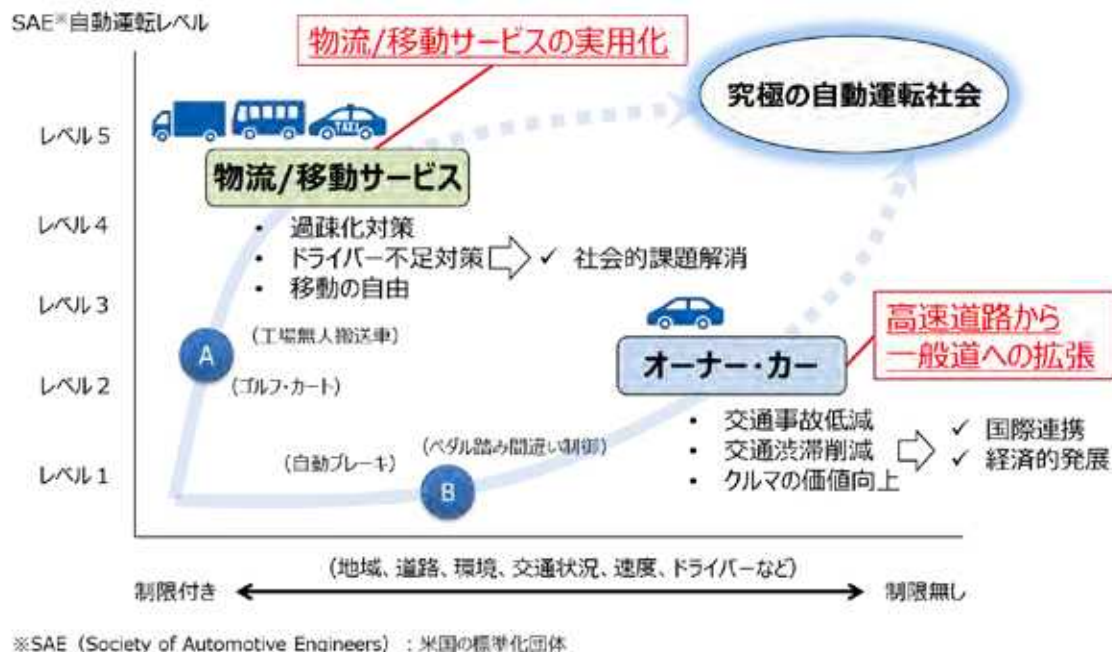 SAE※自動運転レベル
物流/移動サービスの実用化
究極の自動運転社会
レベル5
TAXI
物流/移動サービス
レベル4
• 過疎化対策
• ドライバー不足対策
• 移動の自由
✓ 社会的課題解消
レベル3
高速道路から
一般道への拡張
A
(工場無人搬送車)
オーナー・カー
レベル2
(ゴルフ・カート)
• 交通事故低減
• 交通渋滞削減
• クルマの価値向上
✓ 国際連携
✓ 経済的発展
(ペダル踏み間違い制御)
(自動ブレーキ)
レベル1
B
(地域、道路、環境、交通状況、速度、ドライバーなど)
制限付き
制限無し
※SAE (Society of Automotive Engineers) :米国の標準化団体